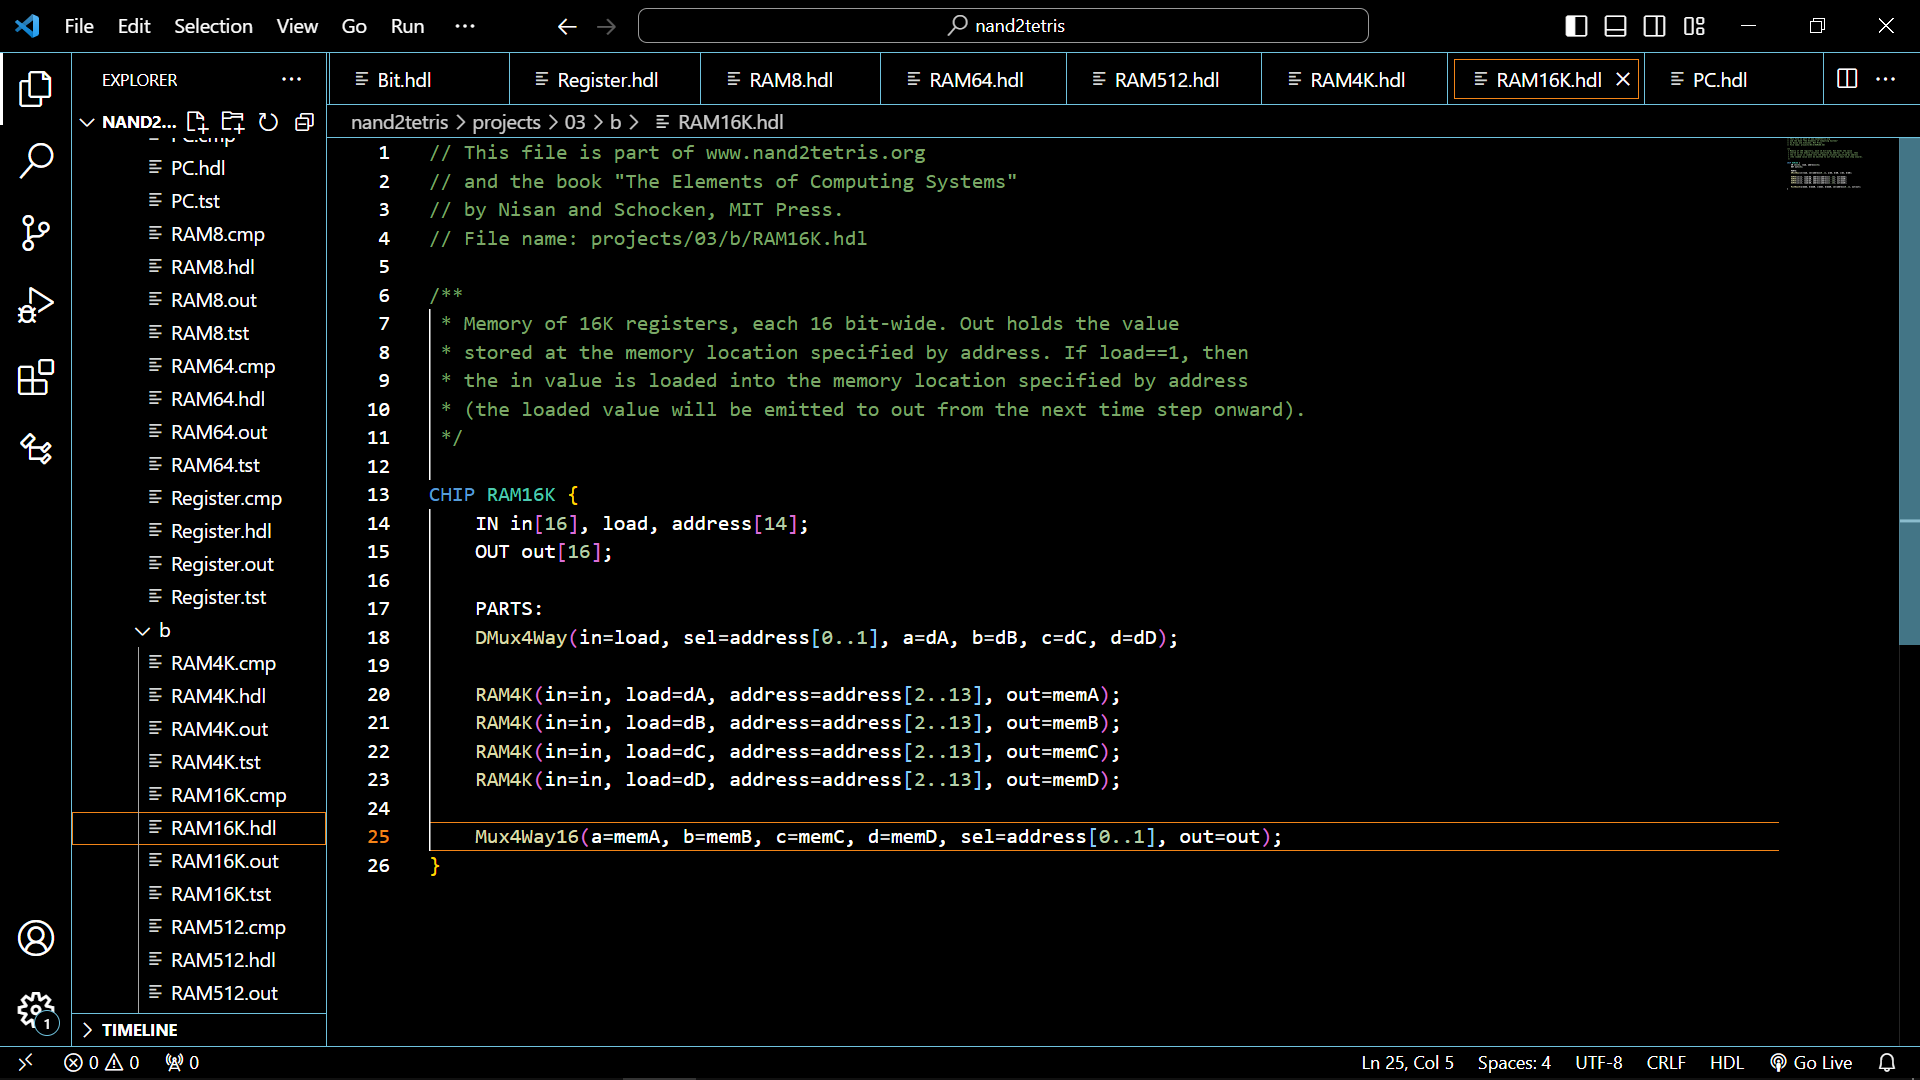 File Edit Selection View Go Run ··· nand2tetris
EXPLORER ···
NAND2...
PC.cmp
PC.hdl
PC.tst
RAM8.cmp
RAM8.hdl
RAM8.out
RAM8.tst
RAM64.cmp
RAM64.hdl
RAM64.out
RAM64.tst
Register.cmp
Register.hdl
Register.out
Register.tst
b
RAM4K.cmp
RAM4K.hdl
RAM4K.out
RAM4K.tst
RAM16K.cmp
RAM16K.hdl
RAM16K.out
RAM16K.tst
RAM512.cmp
RAM512.hdl
RAM512.out
TIMELINE
1
Bit.hdl Register.hdl RAM8.hdl RAM64.hdl RAM512.hdl RAM4K.hdl RAM16K.hdl PC.hdl ···
nand2tetris > projects > 03 > b > RAM16K.hdl
1 // This file is part of www.nand2tetris.org
2 // and the book "The Elements of Computing Systems"
3 // by Nisan and Schocken, MIT Press.
4 // File name: projects/03/b/RAM16K.hdl
5
6 /**
7 * Memory of 16K registers, each 16 bit-wide. Out holds the value
8 * stored at the memory location specified by address. If load==1, then
9 * the in value is loaded into the memory location specified by address
10 * (the loaded value will be emitted to out from the next time step onward).
11 */
12
13 CHIP RAM16K {
14 IN in[16], load, address[14];
15 OUT out[16];
16
17 PARTS:
18 DMux4Way(in=load, sel=address[0..1], a=dA, b=dB, c=dC, d=dD);
19
20 RAM4K(in=in, load=dA, address=address[2..13], out=memA);
21 RAM4K(in=in, load=dB, address=address[2..13], out=memB);
22 RAM4K(in=in, load=dC, address=address[2..13], out=memC);
23 RAM4K(in=in, load=dD, address=address[2..13], out=memD);
24
25 Mux4Way16(a=memA, b=memB, c=memC, d=memD, sel=address[0..1], out=out);
26 }
0 0 0 Ln 25, Col 5 Spaces: 4 UTF-8 CRLF HDL Go Live